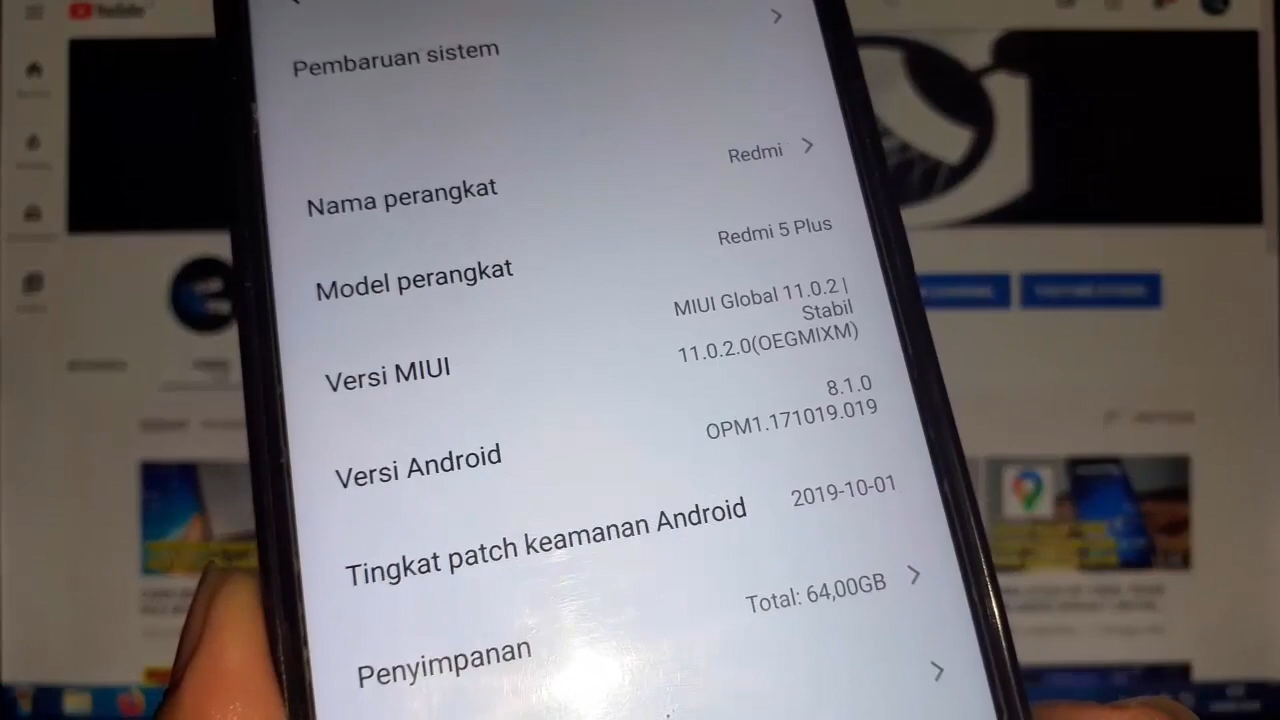 Pembaruan sistem
Nama perangkat
Redmi
Model perangkat
Redmi 5 Plus
Versi MIUI
MIUI Global 11.0.2 |
Stabil
11.0.2.0(OEGMIXM)
Versi Android
8.1.0
OPM1.171019.019
Tingkat patch keamanan Android
2019-10-01
Penyimpanan
Total: 64,00GB